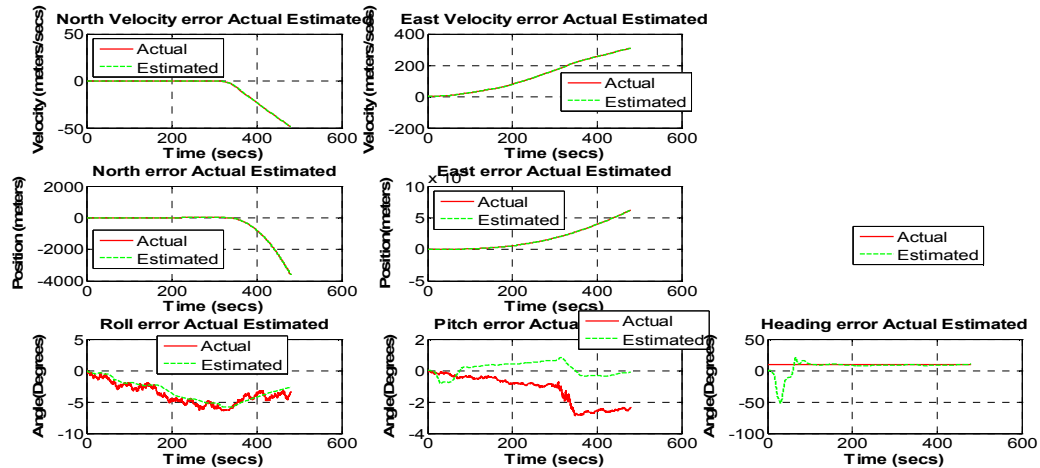 North Velocity error Actual Estimated
Velocity (meters/secs)
50
0
-50
Actual
Estimated
0 200 400 600
Time (secs)
East Velocity error Actual Estimated
Velocity (meters/secs)
400
200
0
-200
Actual
Estimated
0 200 400 600
Time (secs)
North error Actual Estimated
Position(meters)
2000
0
-2000
-4000
Actual
Estimated
0 200 400 600
Time (secs)
East error Actual Estimated
Position(meters)
× 10
10
5
0
-5
Actual
Estimated
0 200 400 600
Time (secs)
Actual
Estimated
Roll error Actual Estimated
Angle(Degrees)
5
0
-5
-10
Actual
Estimated
0 200 400 600
Time (secs)
Pitch error Actual
Angle(Degrees)
2
0
-2
-4
Actual
Estimated
0 200 400 600
Time (secs)
Heading error Actual Estimated
Angle(Degrees)
50
0
-50
-100
0 200 400 600
Time (secs)